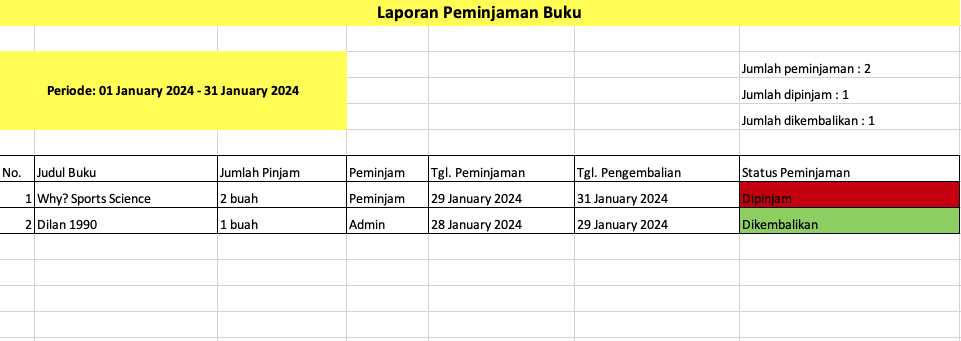 Laporan Peminjaman Buku
Periode: 01 January 2024 - 31 January 2024
Jumlah peminjaman : 2
Jumlah dipinjam : 1
Jumlah dikembalikan : 1
No. Judul Buku Jumlah Pinjam Peminjam Tgl. Peminjaman Tgl. Pengembalian Status Peminjaman
1 Why? Sports Science 2 buah Peminjam 29 January 2024 31 January 2024 Dipinjam
2 Dilan 1990 1 buah Admin 28 January 2024 29 January 2024 Dikembalikan